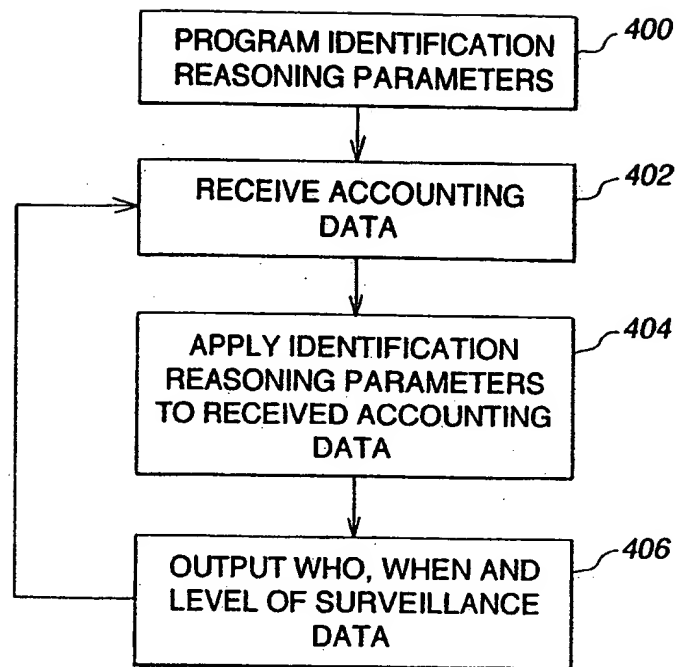 PROGRAM IDENTIFICATION
REASONING PARAMETERS
400
RECEIVE ACCOUNTING
DATA
402
APPLY IDENTIFICATION
REASONING PARAMETERS
TO RECEIVED ACCOUNTING
DATA
404
OUTPUT WHO, WHEN AND
LEVEL OF SURVEILLANCE
DATA
406